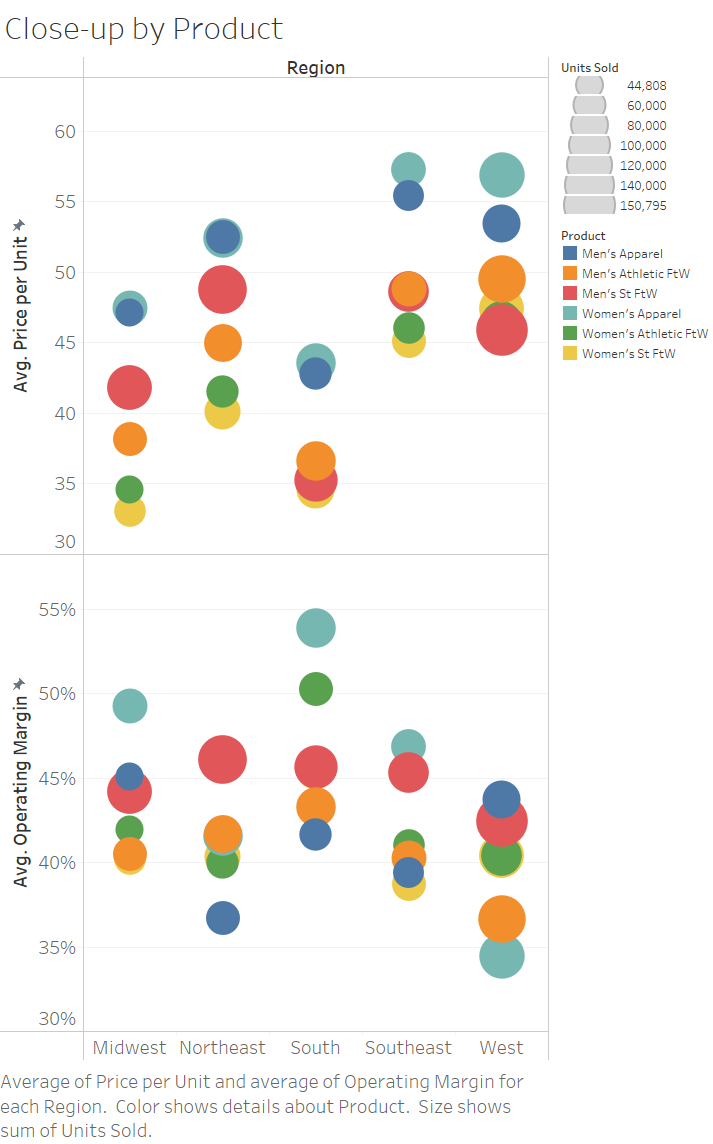 Close-up by Product
Region
Avg. Price per Unit
60
55
50
45
40
35
30
Avg. Operating Margin
55%
50%
45%
40%
35%
30%
Midwest Northeast South Southeast West
Units Sold
44,808
60,000
80,000
100,000
120,000
140,000
150,795
Product
Men's Apparel
Men's Athletic FtW
Men's St FtW
Women's Apparel
Women's Athletic FtW
Women's St FtW
Average of Price per Unit and average of Operating Margin for
each Region.  Color shows details about Product.  Size shows
sum of Units Sold.